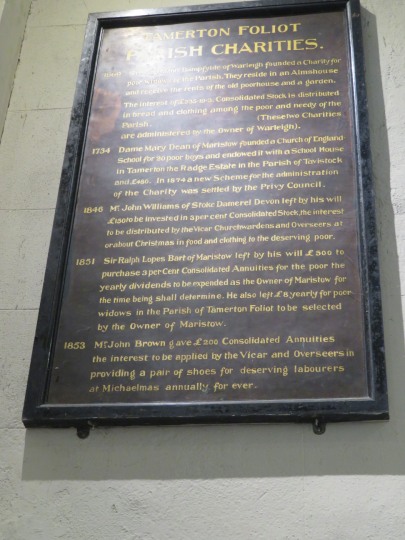 TAMERTON FOLIOT
PARISH CHARITIES.
of Warleigh founded a Charity for
of the Parish. They reside in an Almshouse
and receive the rents of the old poorhouse and a garden.
The interest of Consolidated Stock is distributed
in bread and clothing among the poor and needy of the
Parish. (These two Charities
are administered by the Owner of Warleigh).
1734 Dame Mary Dean of Maristow founded a Church of England
School for 20 poor boys and endowed it with a School House
in Tamerton the Radge Estate in the Parish of Tavistock
and In 1874 a new Scheme for the administration
of the Charity was settled by the Privy Council.
1846 Mr. John Williams of Stoke Damerel Devon left by his will
to be invested in 2 per cent Consolidated Stock, the interest
to be distributed by the Vicar Churchwardens and Overseers at
or about Christmas in food and clothing to the deserving poor.
1851 Sir Ralph Lopes Bart of Maristow left by his will £300 to
purchase 3 per Cent Consolidated Annuities for the poor the
yearly dividends to be expended as the Owner of Maristow for
the time being shall determine. He also left £8 yearly for poor
widows in the Parish of Tamerton Foliot to be selected
by the Owner of Maristow.
1853 Mr. John Brown gave £200 Consolidated Annuities
the interest to be applied by the Vicar and Overseers in
providing a pair of shoes for deserving labourers
at Michaelmas annually for ever.